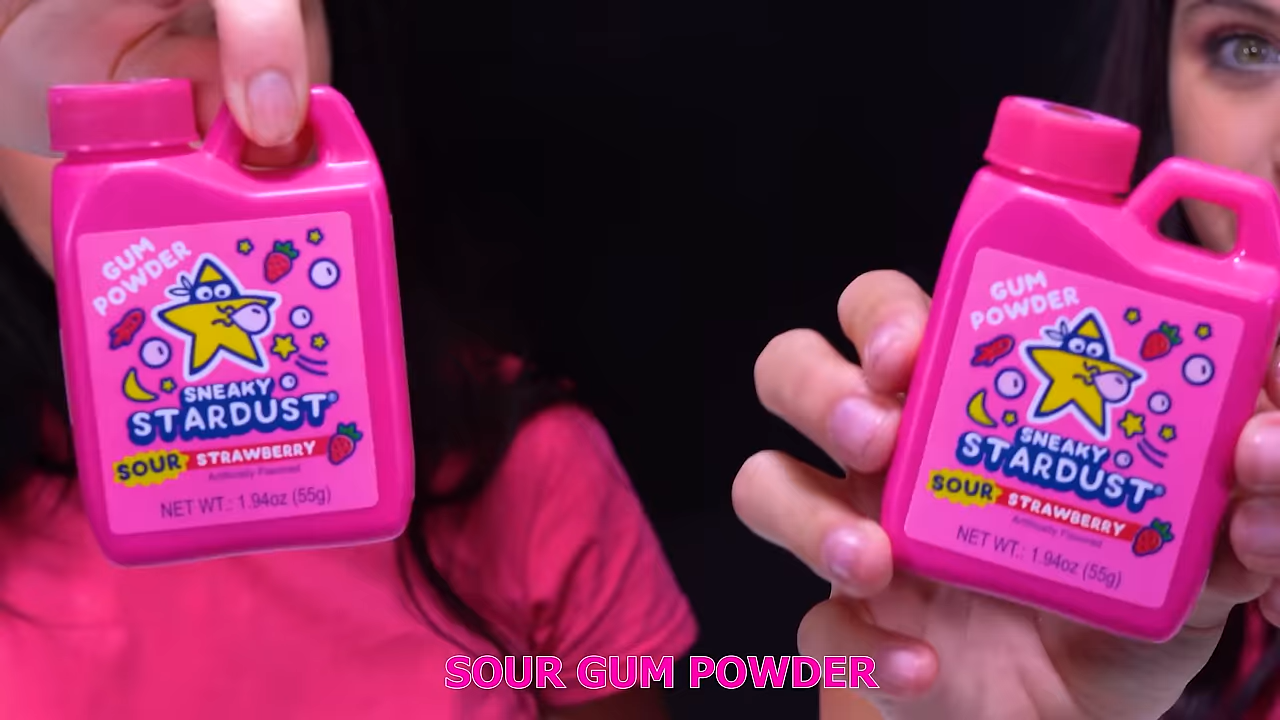 GUM
POWDER
SNEAKY
STARDUST®
SOUR STRAWBERRY
Artificially Flavored
NET WT.: 1.94oz (55g)
GUM
POWDER
SNEAKY
STARDUST®
SOUR STRAWBERRY
Artificially Flavored
NET WT.: 1.94oz (55g)
SOUR GUM POWDER